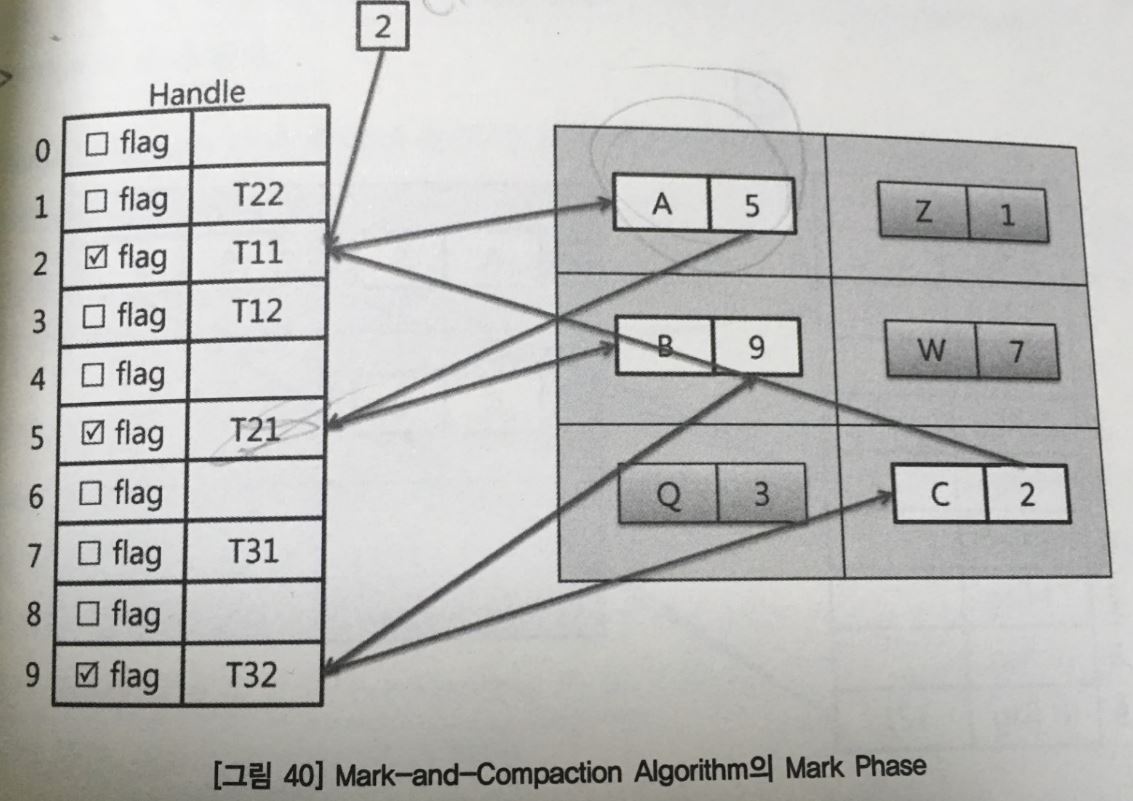 2
Handle
0 ☐ flag
1 ☐ flag T22
2 ☑ flag T11
3 ☐ flag T12
4 ☐ flag
5 ☑ flag T21
6 ☐ flag
7 ☐ flag T31
8 ☐ flag
9 ☑ flag T32
A 5
Z 1
B 9
W 7
Q 3
C 2
[그림 40] Mark-and-Compaction Algorithm의 Mark Phase